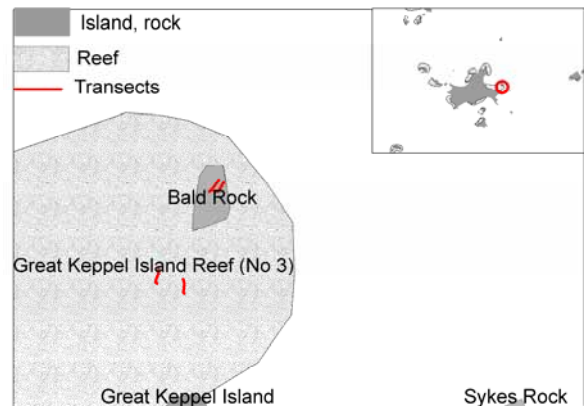 Island, rock
Reef
Transects
Bald Rock
Great Keppel Island Reef (No 3)
Great Keppel Island
Sykes Rock